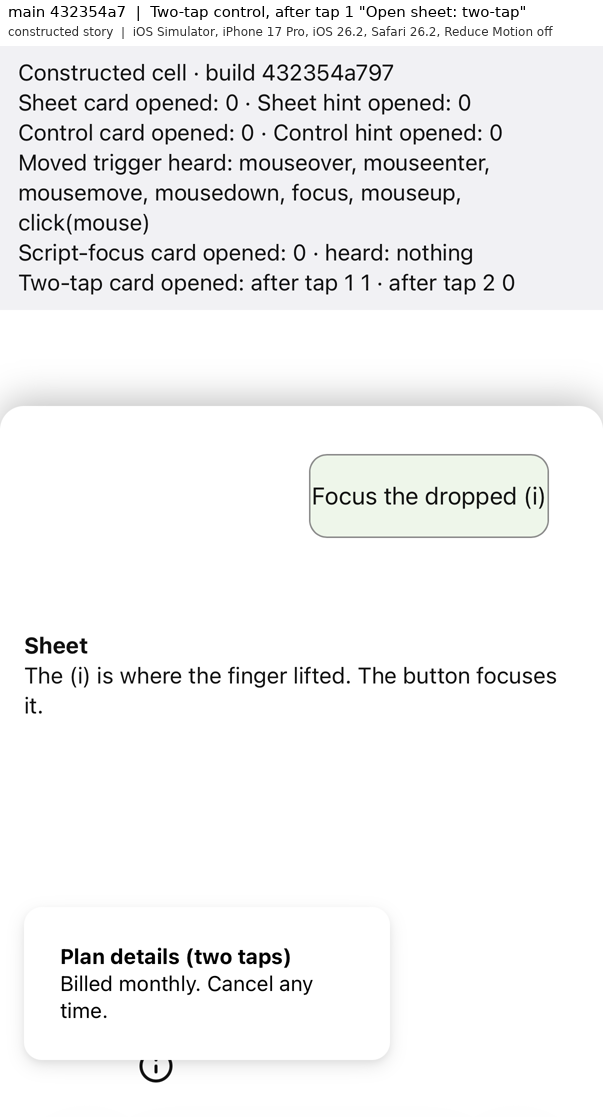 main 432354a7 | Two-tap control, after tap 1 "Open sheet: two-tap"
constructed story | iOS Simulator, iPhone 17 Pro, iOS 26.2, Safari 26.2, Reduce Motion off
Constructed cell · build 432354a797
Sheet card opened: 0 · Sheet hint opened: 0
Control card opened: 0 · Control hint opened: 0
Moved trigger heard: mouseover, mouseenter,
mousemove, mousedown, focus, mouseup,
click(mouse)
Script-focus card opened: 0 · heard: nothing
Two-tap card opened: after tap 1 1 · after tap 2 0
Focus the dropped (i)
Sheet
The (i) is where the finger lifted. The button focuses
it.
Plan details (two taps)
Billed monthly. Cancel any
time.